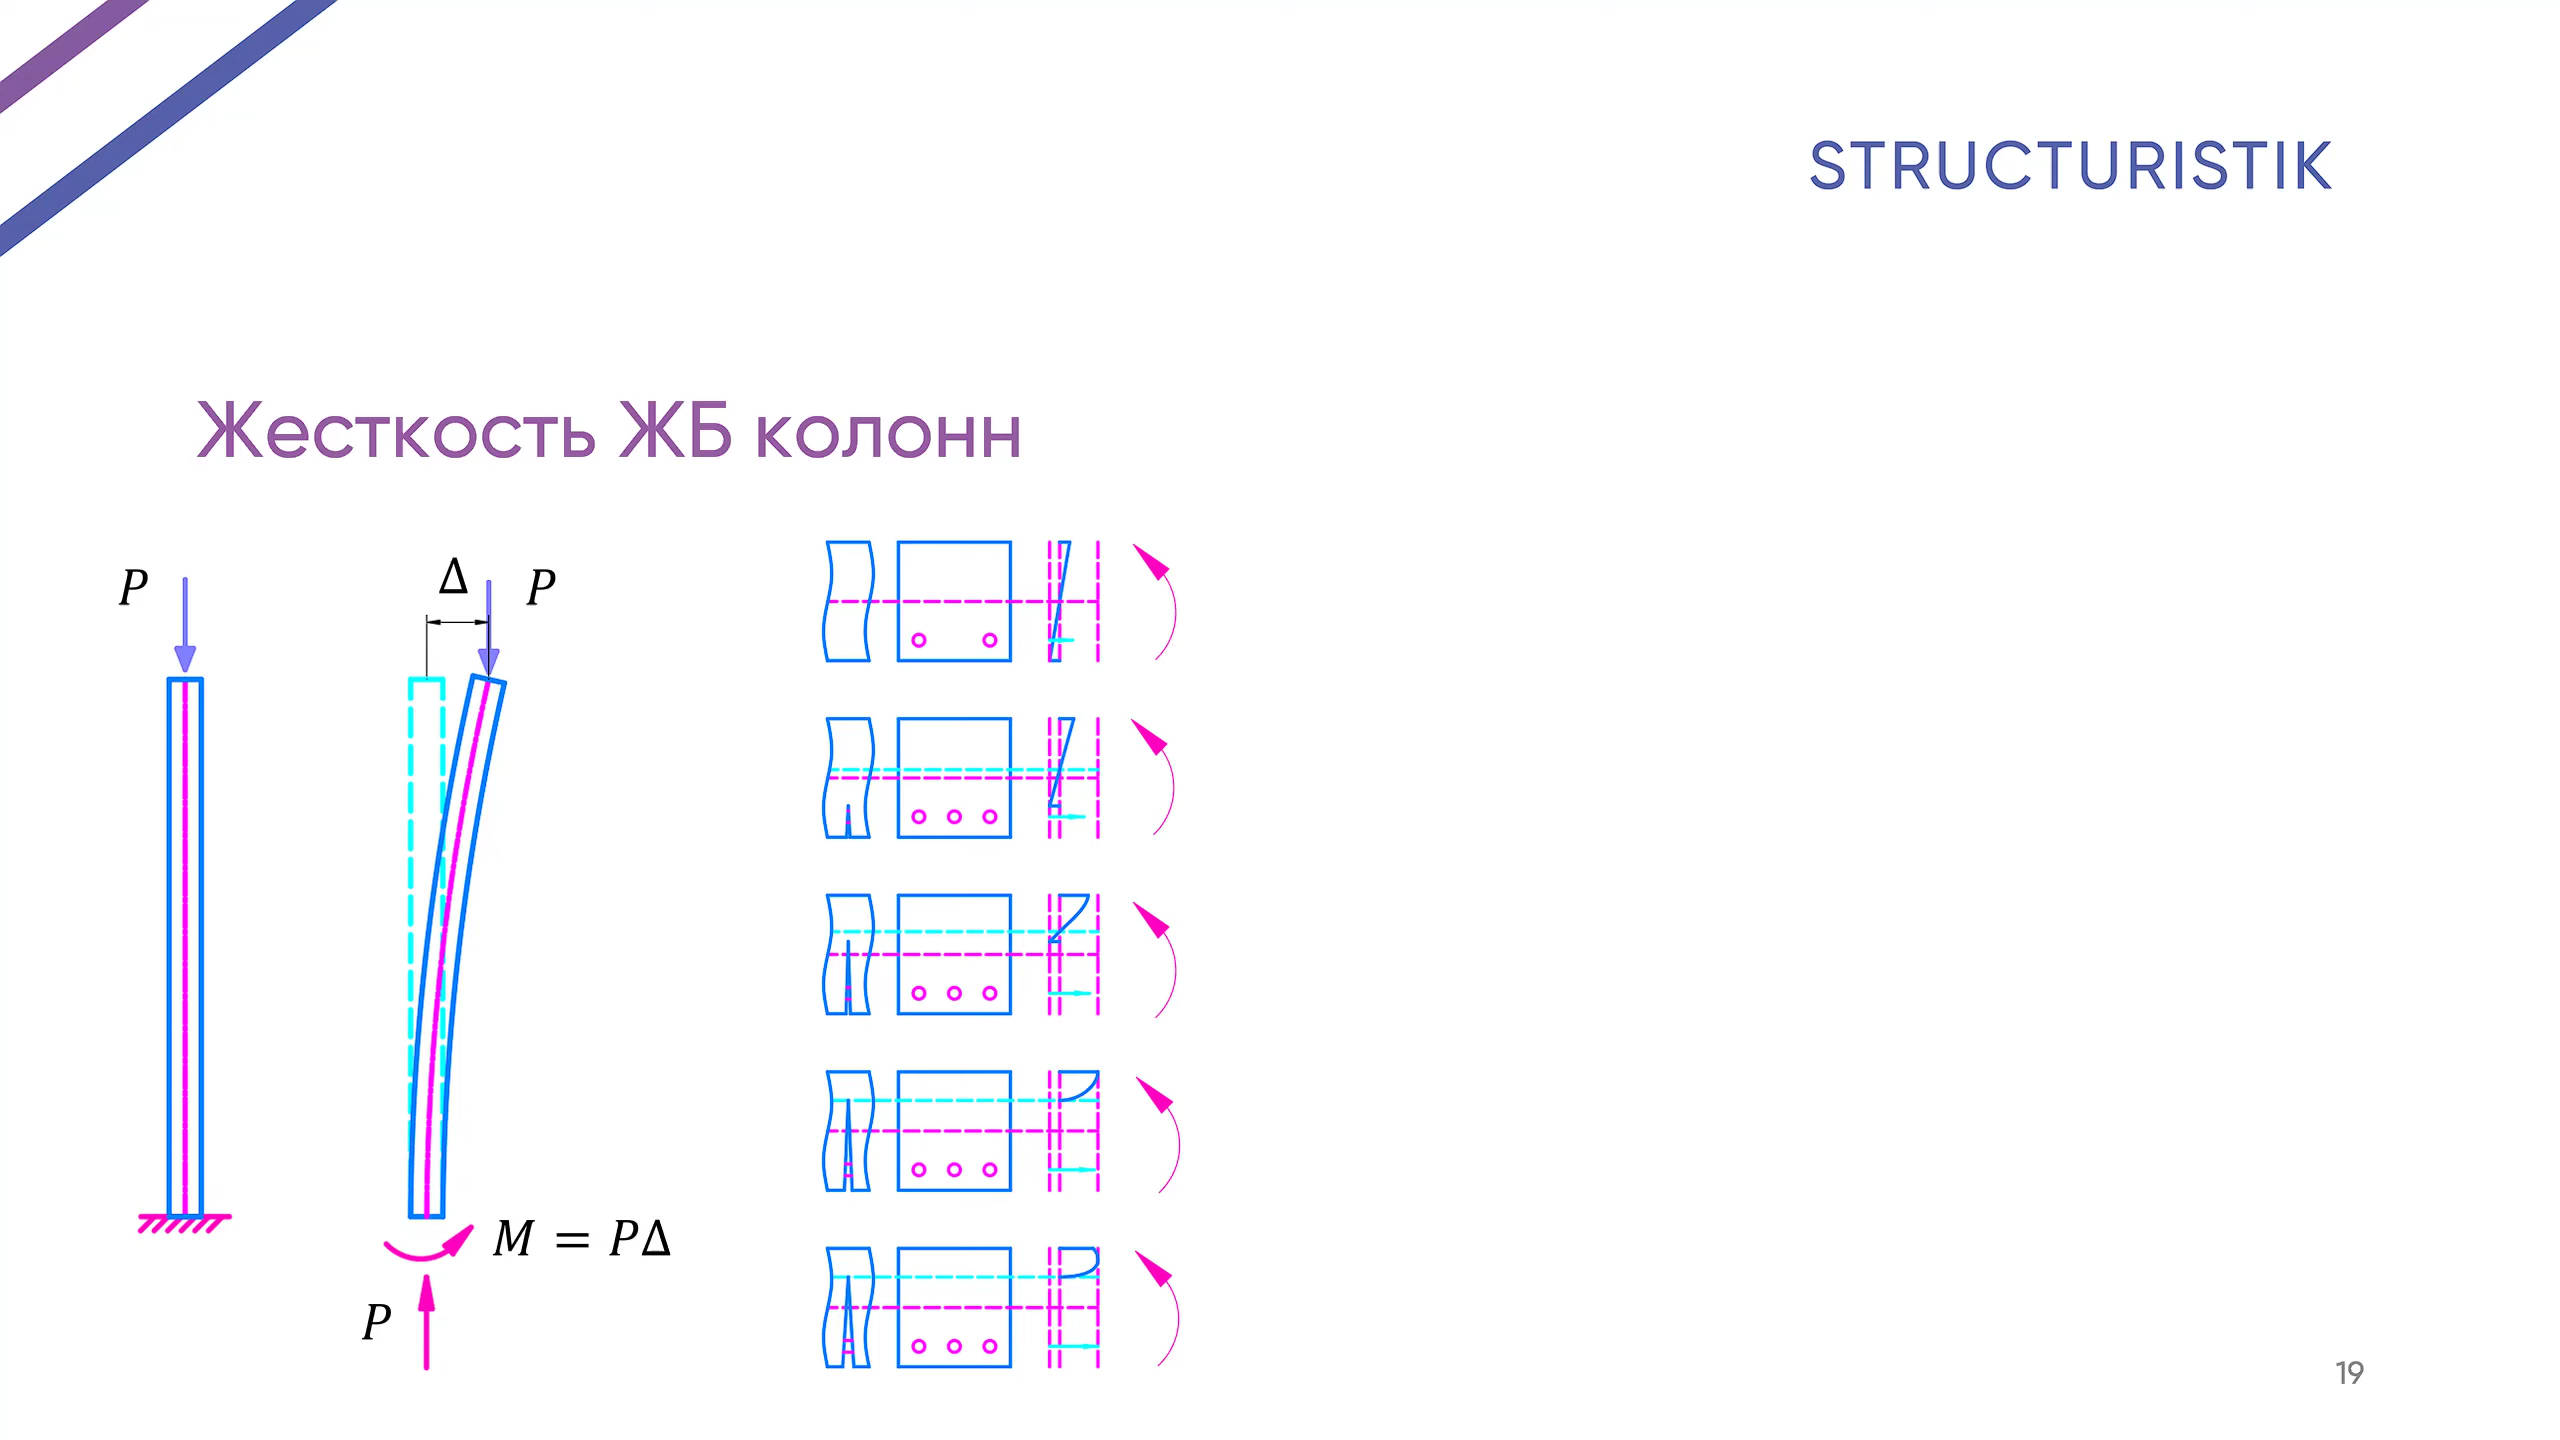 STRUCTURISTIK
Жесткость ЖБ колонн
P
Δ
P
M = PΔ
P
19